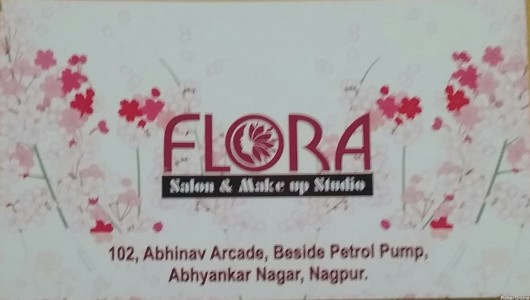 FLORA
Salon & Make up Studio
102, Abhinav Arcade, Beside Petrol Pump,
Abhyankar Nagar, Nagpur.